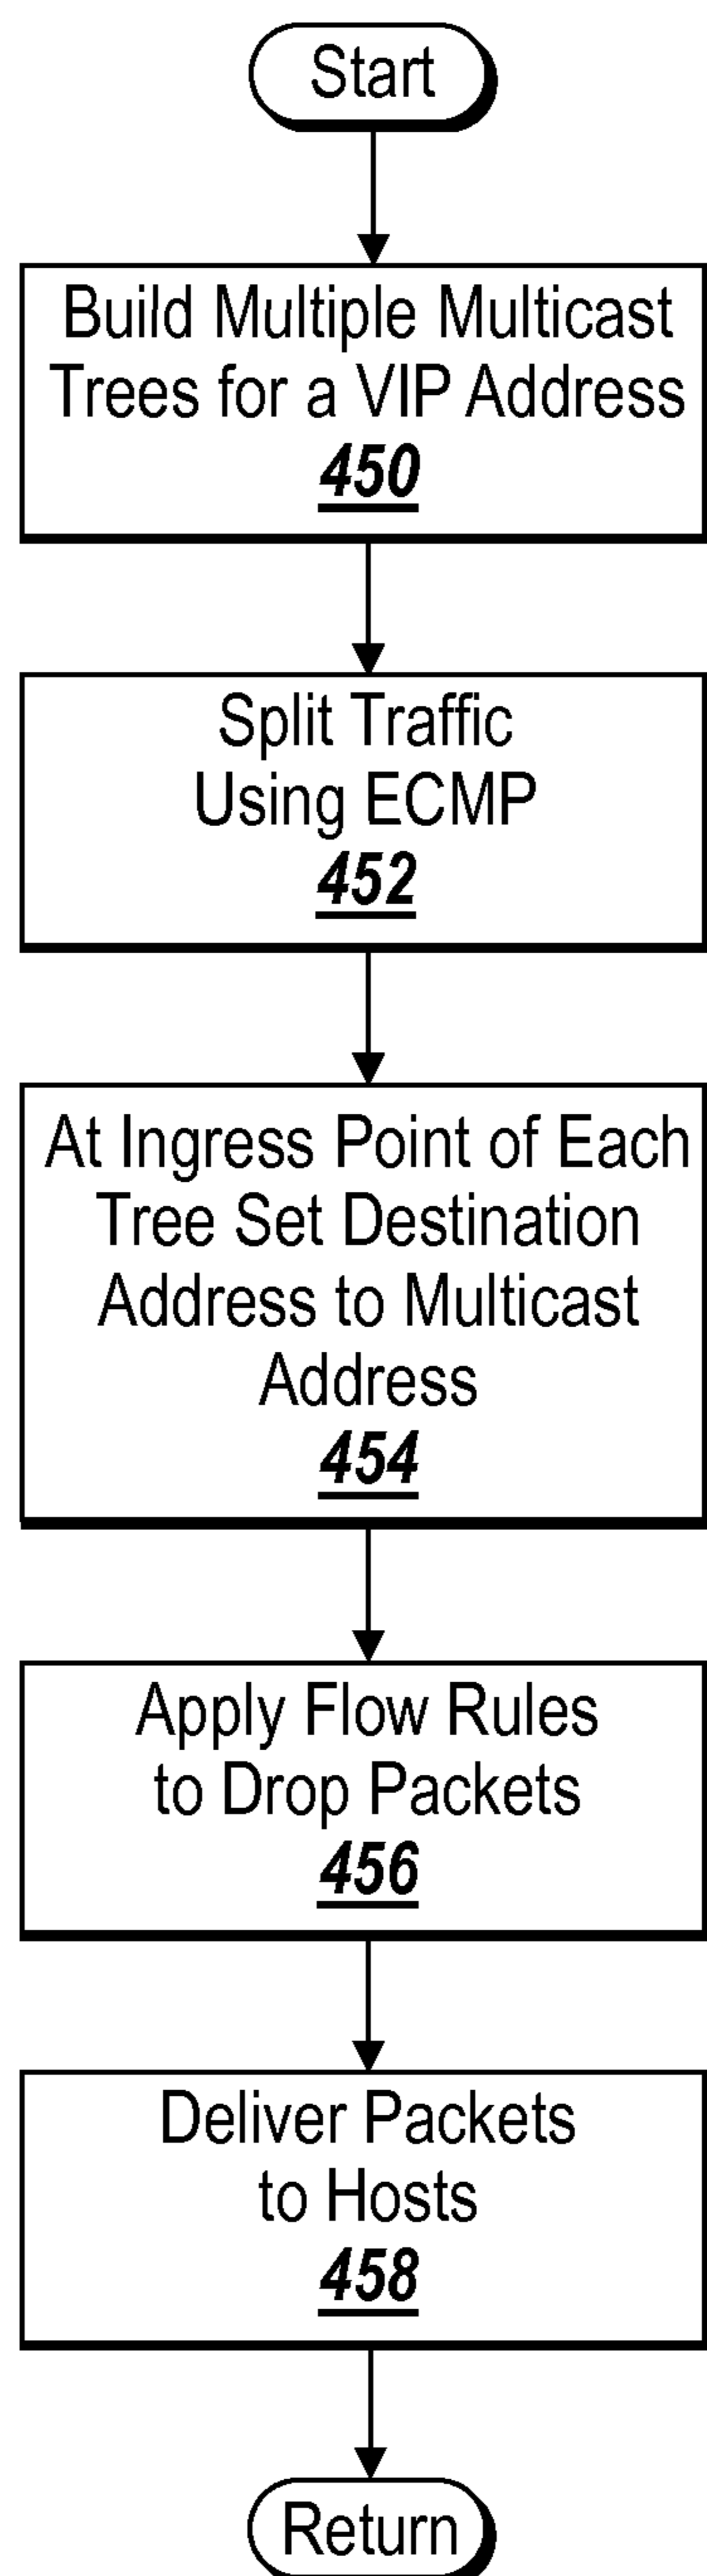 Start
Build Multiple Multicast
Trees for a VIP Address
450
Split Traffic
Using ECMP
452
At Ingress Point of Each
Tree Set Destination
Address to Multicast
Address
454
Apply Flow Rules
to Drop Packets
456
Deliver Packets
to Hosts
458
Return